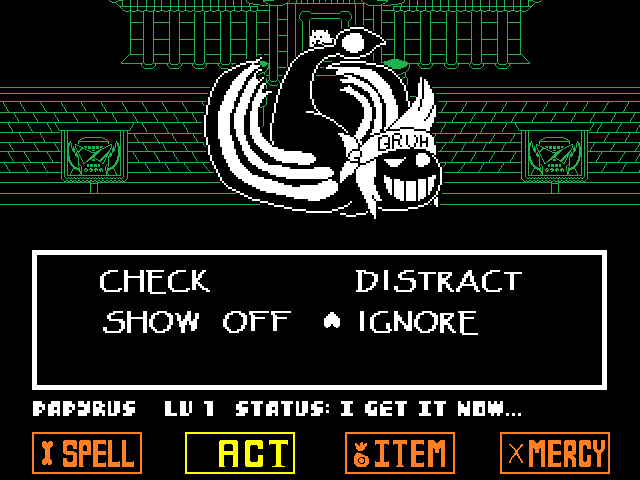 BRUH
CHECK DISTRACT
SHOW OFF IGNORE
PAPYRUS LV 1 STATUS: I GET IT NOW...
SPELL ACT ITEM MERCY